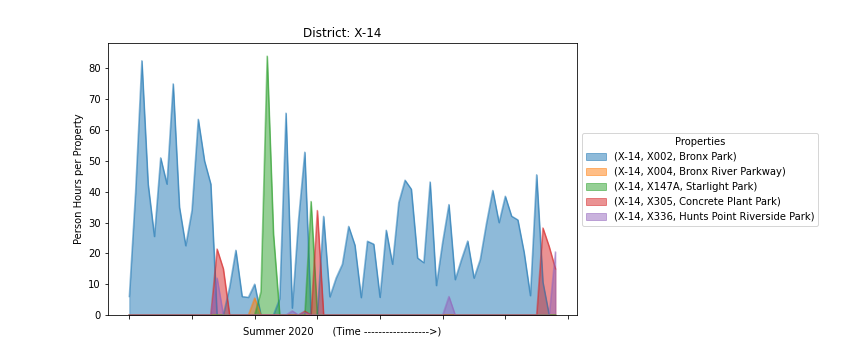 District: X-14
Person Hours per Property
80
70
60
50
40
30
20
10
0
Summer 2020 (Time ------------------>)
Properties
(X-14, X002, Bronx Park)
(X-14, X004, Bronx River Parkway)
(X-14, X147A, Starlight Park)
(X-14, X305, Concrete Plant Park)
(X-14, X336, Hunts Point Riverside Park)